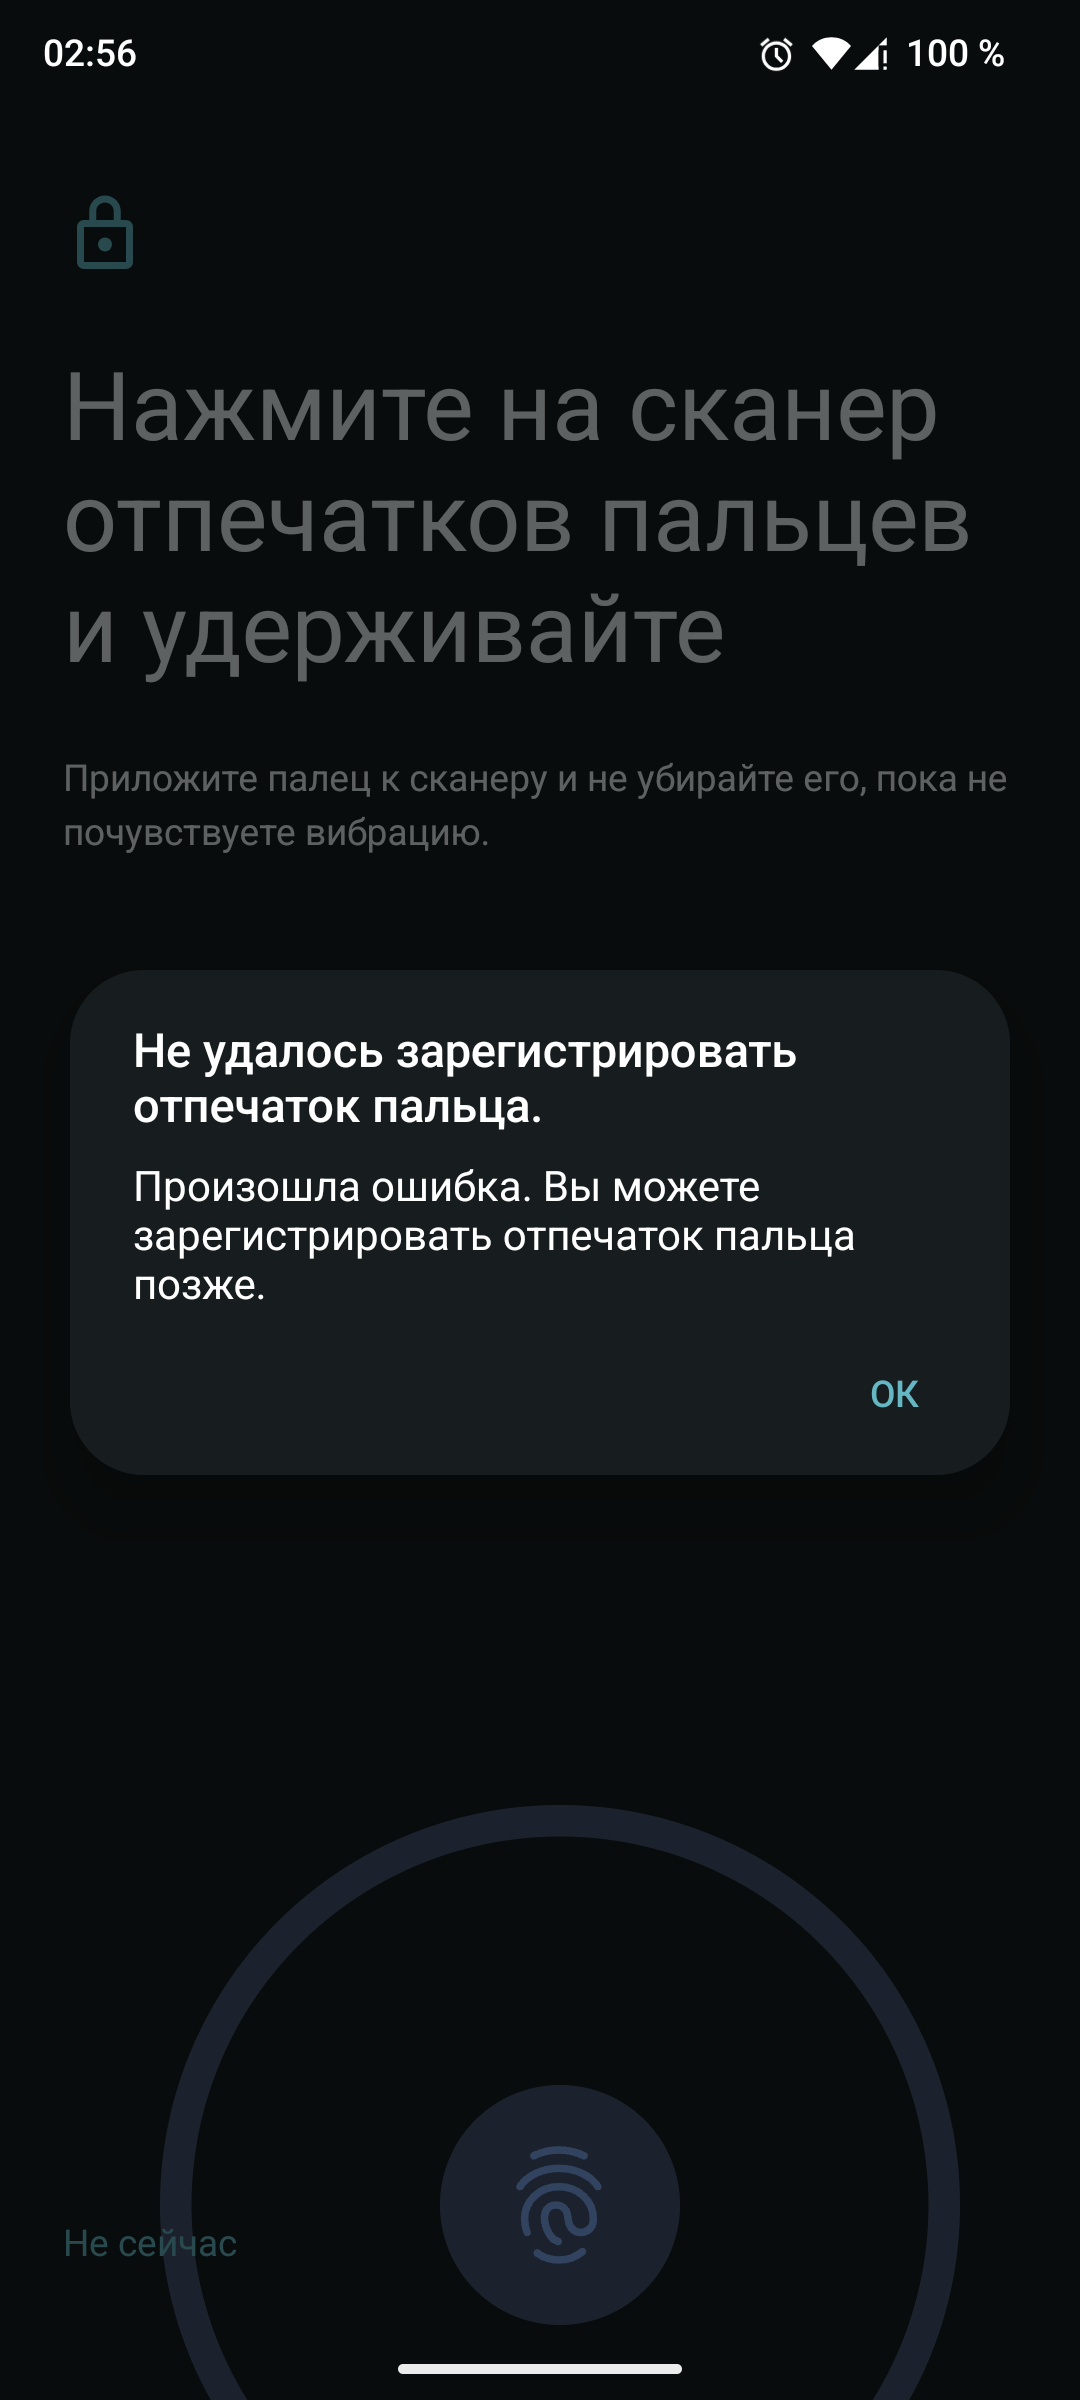 02:56
100 %
Нажмите на сканер
отпечатков пальцев
и удерживайте
Приложите палец к сканеру и не убирайте его, пока не
почувствуете вибрацию.
Не удалось зарегистрировать
отпечаток пальца.
Произошла ошибка. Вы можете
зарегистрировать отпечаток пальца
позже.
ОК
Не сейчас